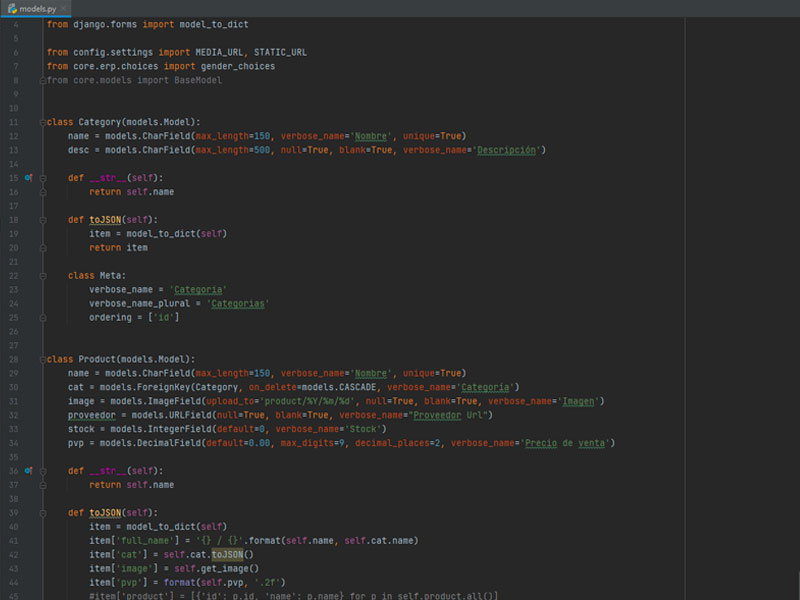 models.py
4 from django.forms import model_to_dict
5
6 from config.settings import MEDIA_URL, STATIC_URL
7 from core.erp.choices import gender_choices
8 from core.models import BaseModel
9
10
11 class Category(models.Model):
12 name = models.CharField(max_length=150, verbose_name='Nombre', unique=True)
13 desc = models.CharField(max_length=500, null=True, blank=True, verbose_name='Descripción')
14
15 def __str__(self):
16 return self.name
17
18 def toJSON(self):
19 item = model_to_dict(self)
20 return item
21
22 class Meta:
23 verbose_name = 'Categoria'
24 verbose_name_plural = 'Categorias'
25 ordering = ['id']
26
27
28 class Product(models.Model):
29 name = models.CharField(max_length=150, verbose_name='Nombre', unique=True)
30 cat = models.ForeignKey(Category, on_delete=models.CASCADE, verbose_name='Categoría')
31 image = models.ImageField(upload_to='product/%Y/%m/%d', null=True, blank=True, verbose_name='Imagen')
32 proveedor = models.URLField(null=True, blank=True, verbose_name="Proveedor Url")
33 stock = models.IntegerField(default=0, verbose_name='Stock')
34 pvp = models.DecimalField(default=0.00, max_digits=9, decimal_places=2, verbose_name='Precio de venta')
35
36 def __str__(self):
37 return self.name
38
39 def toJSON(self):
40 item = model_to_dict(self)
41 item['full_name'] = '{} / {}'.format(self.name, self.cat.name)
42 item['cat'] = self.cat.toJSON()
43 item['image'] = self.get_image()
44 item['pvp'] = format(self.pvp, '.2f')
45 #item['product'] = [{'id': p.id, 'name': p.name} for p in self.product.all()]